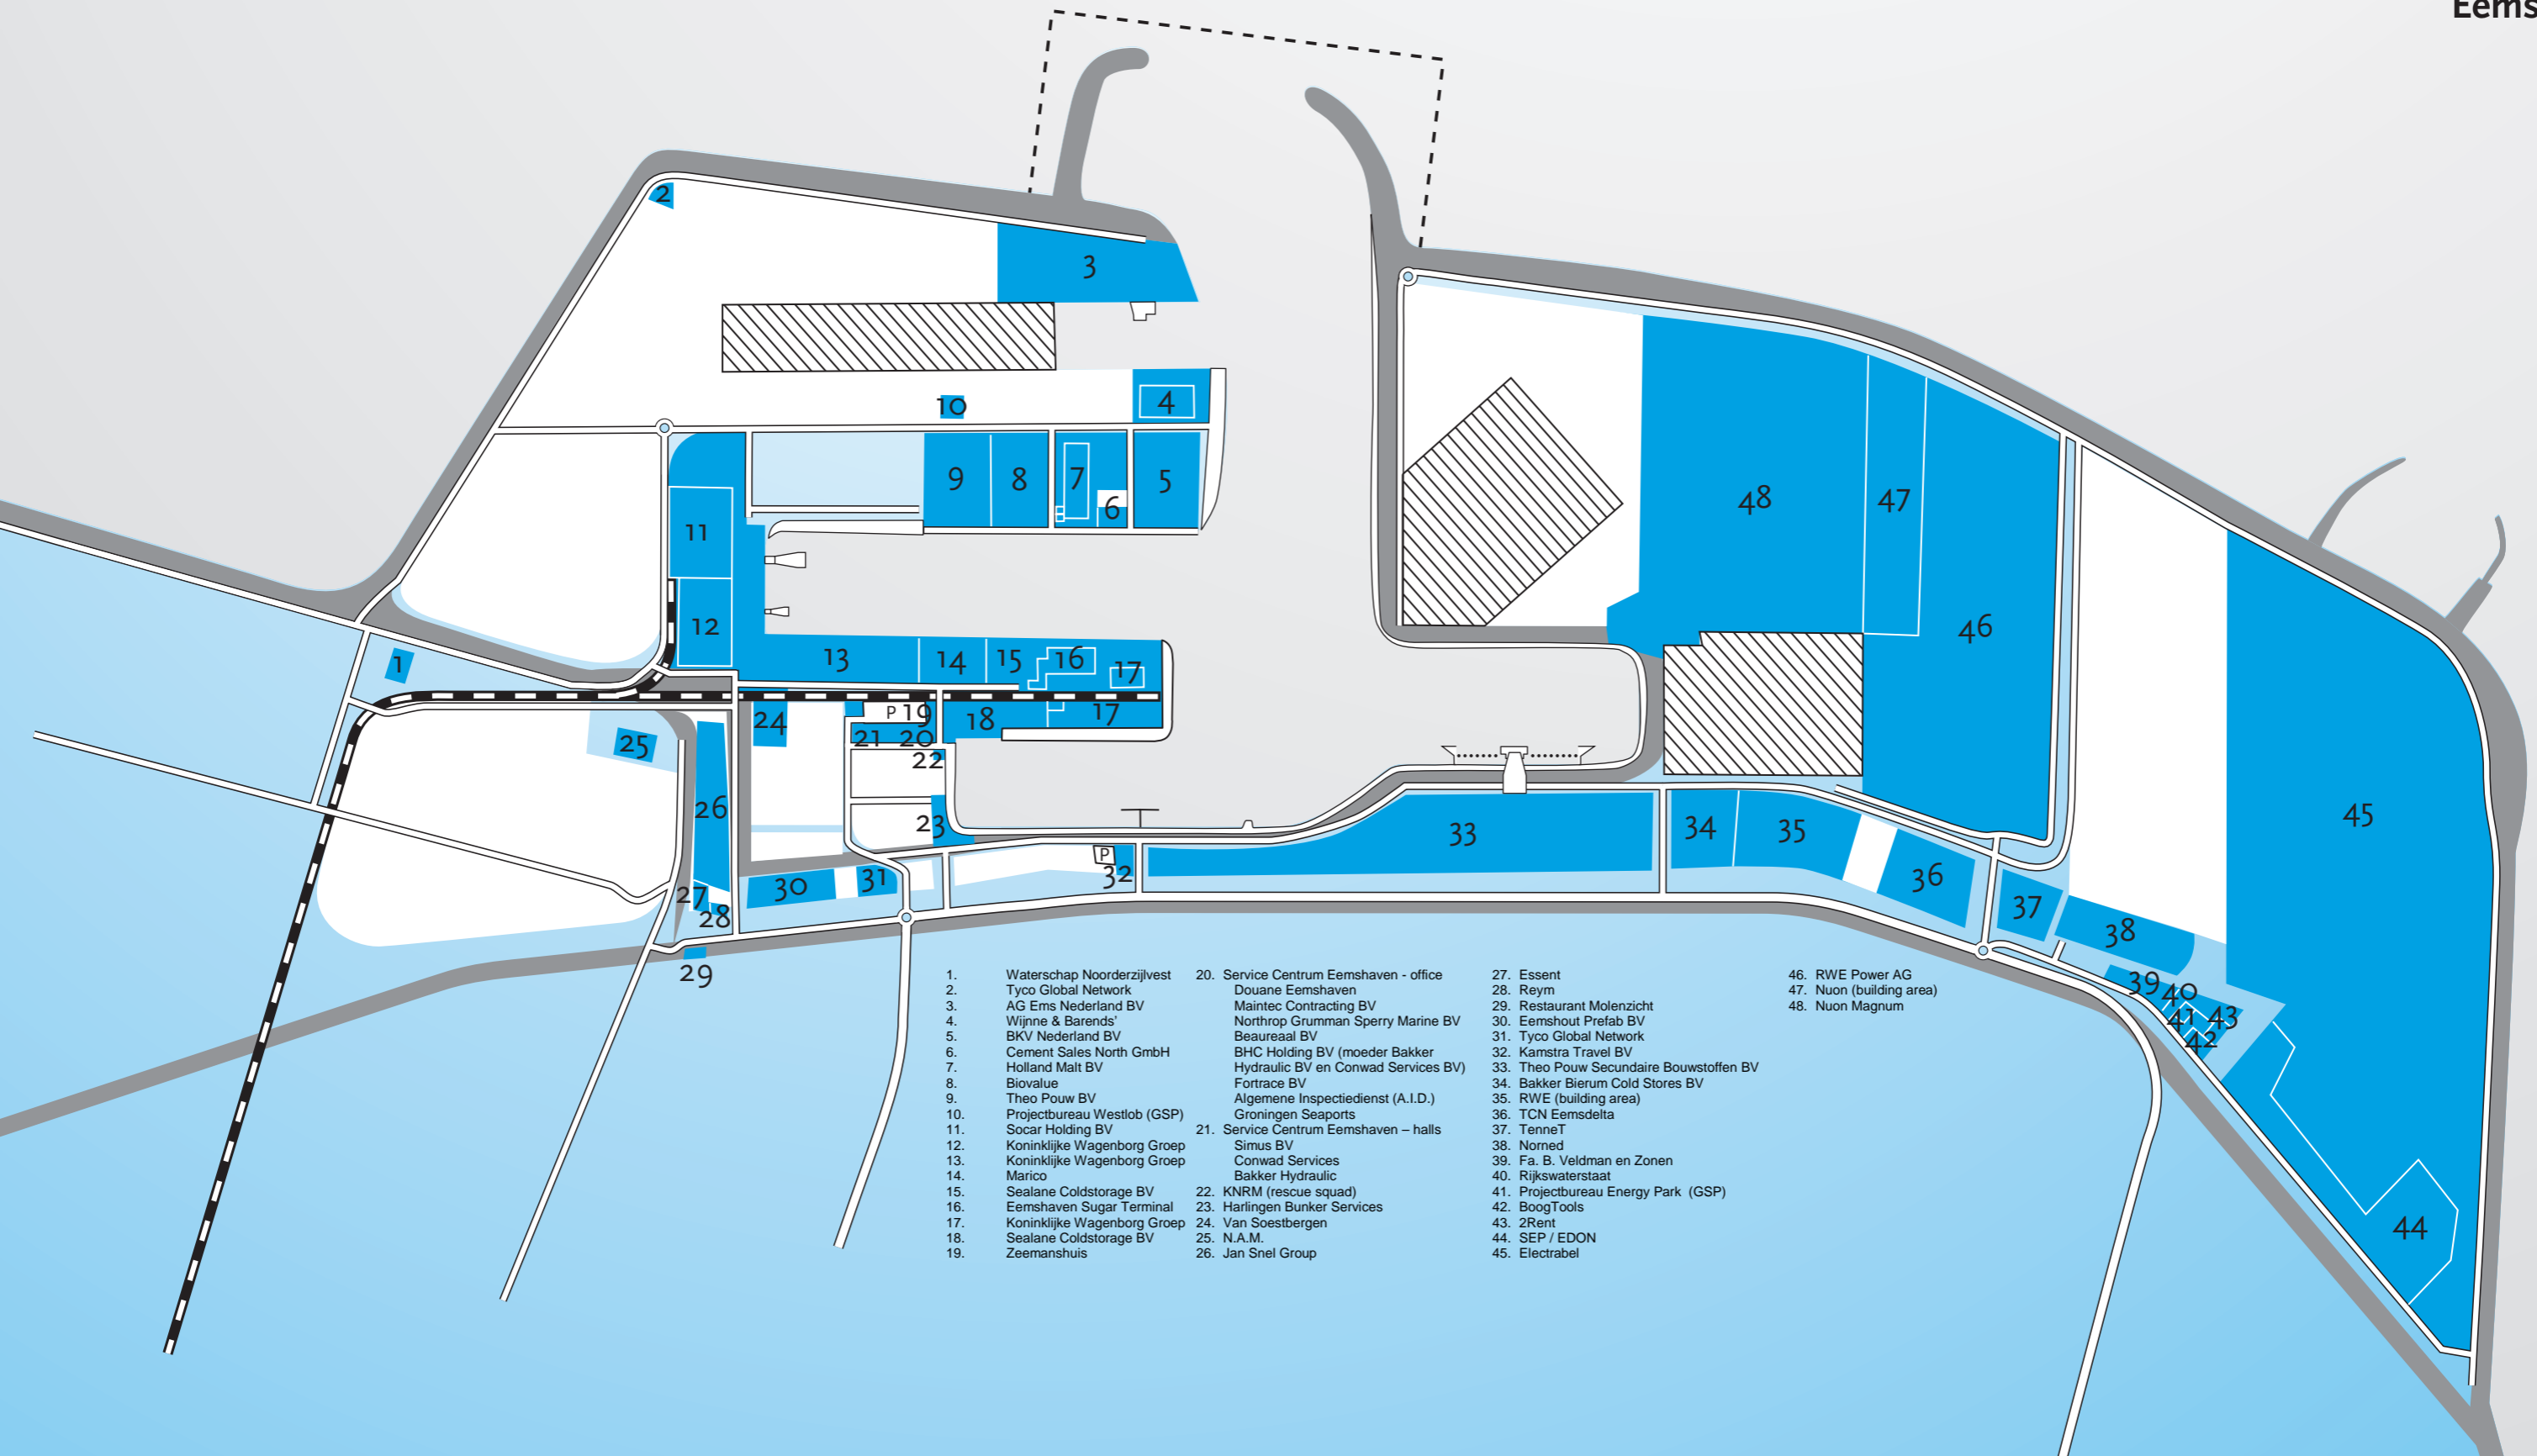 Eems
2
3
10
4
9
8
7
6
5
11
12
1
13
14
15
16
17
24
P 19
18
17
21
20
22
25
26
23
27
28
29
30
31
P
32
33
34
35
36
37
38
39
40
41
43
42
44
45
46
47
48
1. Waterschap Noorderzijlvest
2. Tyco Global Network
3. AG Ems Nederland BV
4. Wijnne & Barends'
5. BKV Nederland BV
6. Cement Sales North GmbH
7. Holland Malt BV
8. Biovalue
9. Theo Pouw BV
10. Projectbureau Westlob (GSP)
11. Socar Holding BV
12. Koninklijke Wagenborg Groep
13. Koninklijke Wagenborg Groep
14. Marico
15. Sealane Coldstorage BV
16. Eemshaven Sugar Terminal
17. Koninklijke Wagenborg Groep
18. Sealane Coldstorage BV
19. Zeemanshuis
20. Service Centrum Eemshaven - office
Douane Eemshaven
Maintec Contracting BV
Northrop Grumman Sperry Marine BV
Beaureaal BV
BHC Holding BV (moeder Bakker
Hydraulic BV en Conwad Services BV)
Fortrace BV
Algemene Inspectiedienst (A.I.D.)
Groningen Seaports
21. Service Centrum Eemshaven – halls
Simus BV
Conwad Services
Bakker Hydraulic
22. KNRM (rescue squad)
23. Harlingen Bunker Services
24. Van Soestbergen
25. N.A.M.
26. Jan Snel Group
27. Essent
28. Reym
29. Restaurant Molenzicht
30. Eemshout Prefab BV
31. Tyco Global Network
32. Kamstra Travel BV
33. Theo Pouw Secundaire Bouwstoffen BV
34. Bakker Bierum Cold Stores BV
35. RWE (building area)
36. TCN Eemsdelta
37. TenneT
38. Norned
39. Fa. B. Veldman en Zonen
40. Rijkswaterstaat
41. Projectbureau Energy Park (GSP)
42. BoogTools
43. 2Rent
44. SEP / EDON
45. Electrabel
46. RWE Power AG
47. Nuon (building area)
48. Nuon Magnum